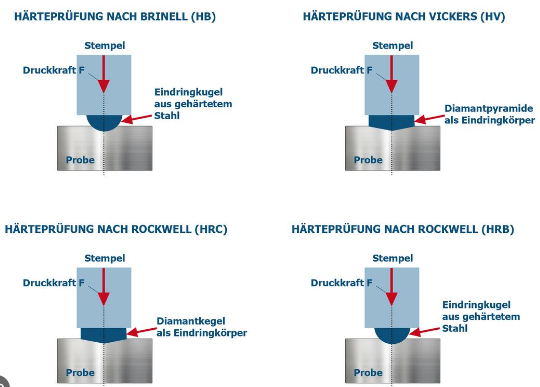 HÄRTEPRÜFUNG NACH BRINELL (HB)
Stempel
Druckkraft F
Eindringkugel
aus gehärtetem
Stahl
Probe
HÄRTEPRÜFUNG NACH VICKERS (HV)
Stempel
Druckkraft F
Diamantpyramide
als Eindringkörper
Probe
HÄRTEPRÜFUNG NACH ROCKWELL (HRC)
Stempel
Druckkraft F
Diamantkegel
als Eindringkörper
Probe
HÄRTEPRÜFUNG NACH ROCKWELL (HRB)
Stempel
Druckkraft F
Eindringkugel
aus gehärtetem
Stahl
Probe